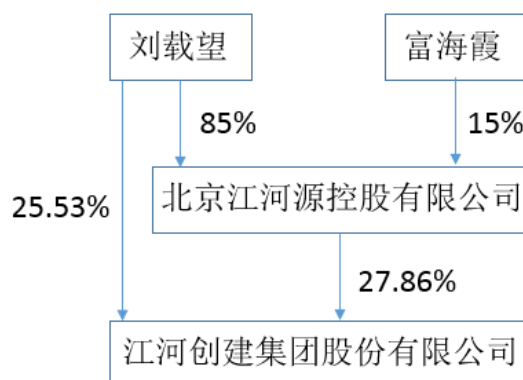 刘载望
富海霞
85%
15%
北京江河源控股有限公司
25.53%
27.86%
江河创建集团股份有限公司